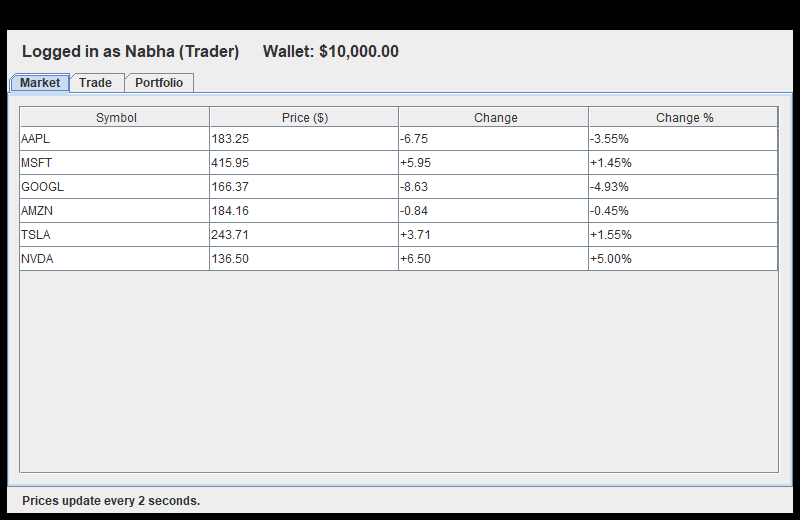 Logged in as Nabha (Trader) Wallet: $10,000.00
Market Trade Portfolio
Symbol Price ($) Change Change %
AAPL 183.25 -6.75 -3.55%
MSFT 415.95 +5.95 +1.45%
GOOGL 166.37 -8.63 -4.93%
AMZN 184.16 -0.84 -0.45%
TSLA 243.71 +3.71 +1.55%
NVDA 136.50 +6.50 +5.00%
Prices update every 2 seconds.